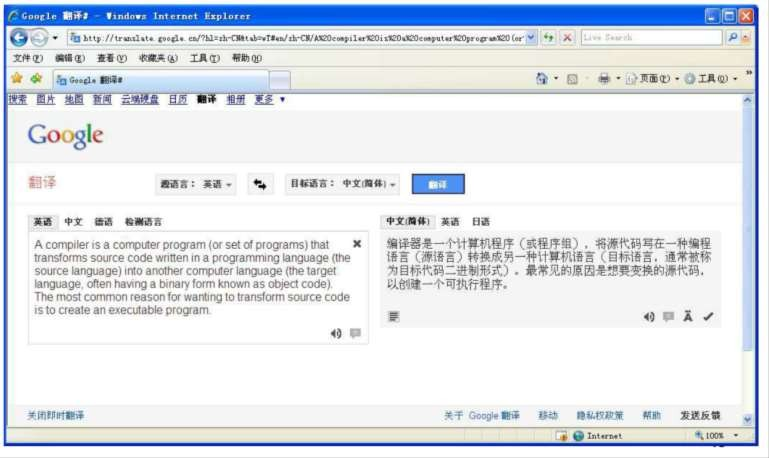 Google 翻译# - Windows Internet Explorer
http://translate.google.cn/?hl=zh-CN&tab=wT#en/zh-CN/A%20compiler%20is%20a%20computer%20program%20(or
Live Search
文件(F) 编辑(E) 查看(V) 收藏夹(A) 工具(T) 帮助(H)
Google 翻译# 页面(P) 工具(O)
搜索 图片 地图 新闻 云端硬盘 日历 翻译 相册 更多
Google
翻译 源语言: 英语 目标语言: 中文(简体) 翻译
英语 中文 德语 检测语言
A compiler is a computer program (or set of programs) that
transforms source code written in a programming language (the
source language) into another computer language (the target
language, often having a binary form known as object code).
The most common reason for wanting to transform source code
is to create an executable program.
中文(简体) 英语 日语
编译器是一个计算机程序（或程序组），将源代码写在一种编程
语言（源语言）转换成另一种计算机语言（目标语言，通常被称
为目标代码二进制形式）。最常见的原因是想要变换的源代码，
以创建一个可执行程序。
Ä
关闭即时翻译 关于 Google 翻译 移动 隐私权政策 帮助 发送反馈
Internet 100%